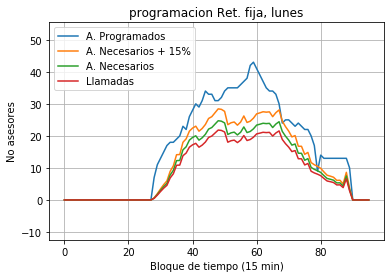 programacion Ret. fija, lunes
A. Programados
A. Necesarios + 15%
A. Necesarios
Llamadas
No asesores
50
40
30
20
10
0
−10
0
20
40
60
80
Bloque de tiempo (15 min)